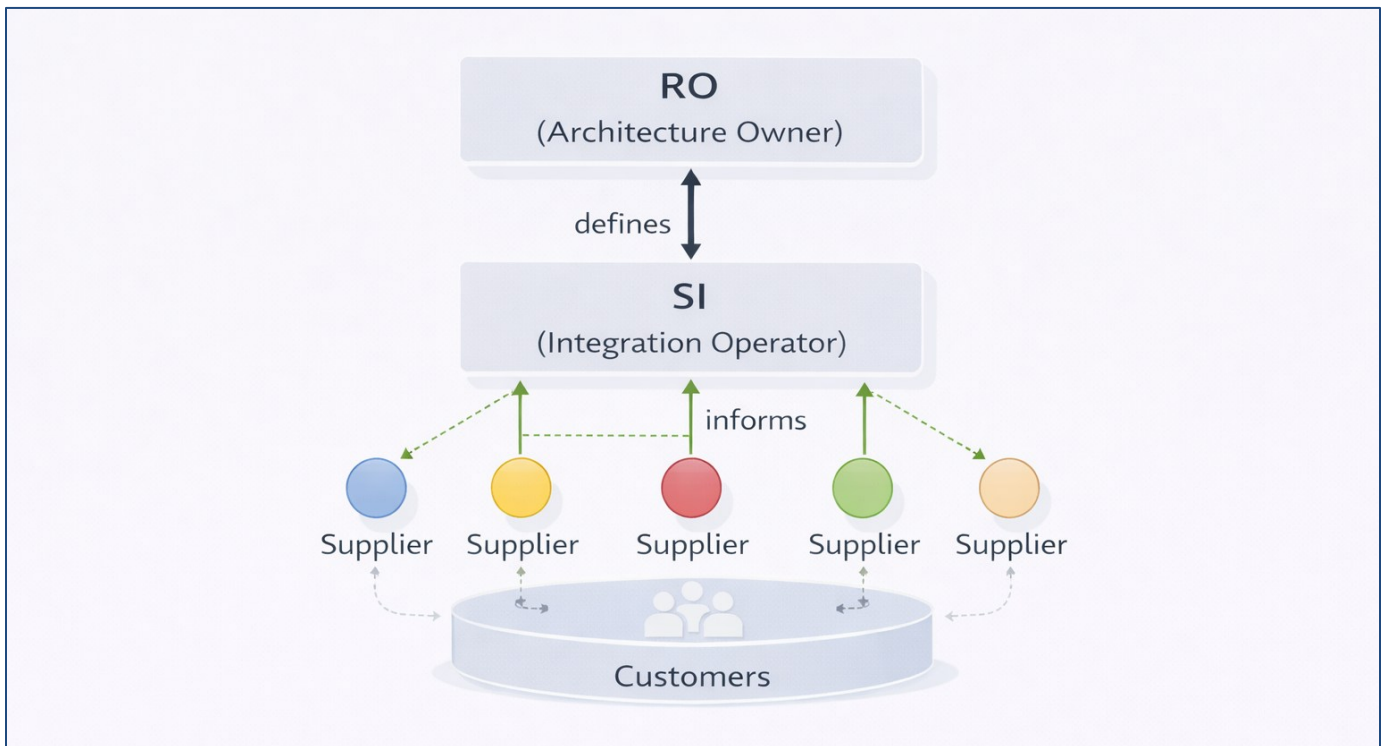 RO
(Architecture Owner)
defines
SI
(Integration Operator)
informs
Supplier
Supplier
Supplier
Supplier
Supplier
Customers